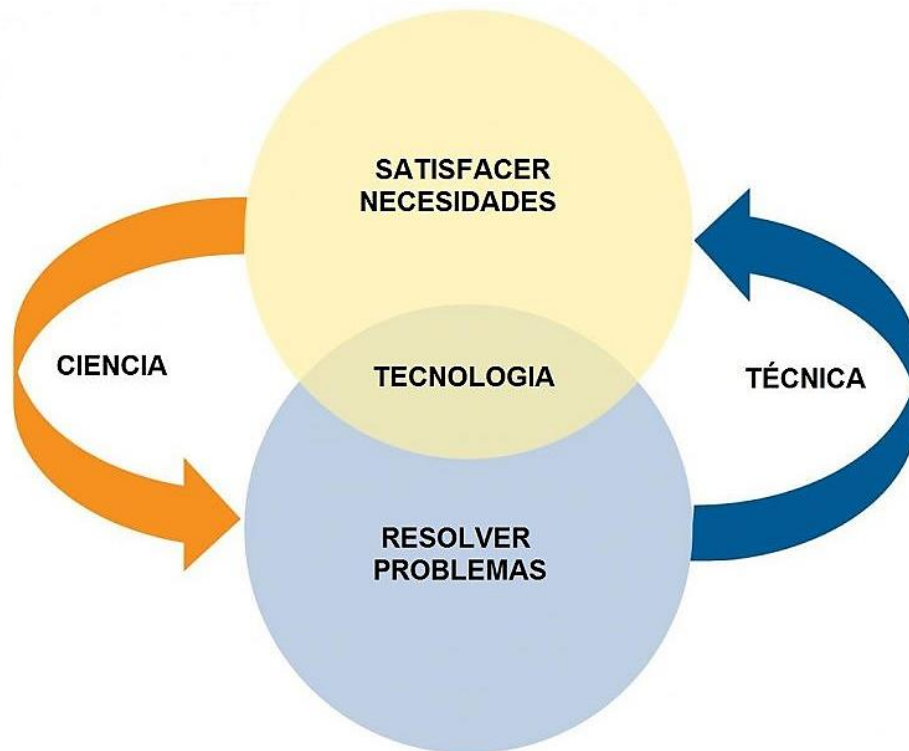 SATISFACER
NECESIDADES
CIENCIA
TECNOLOGIA
TÉCNICA
RESOLVER
PROBLEMAS